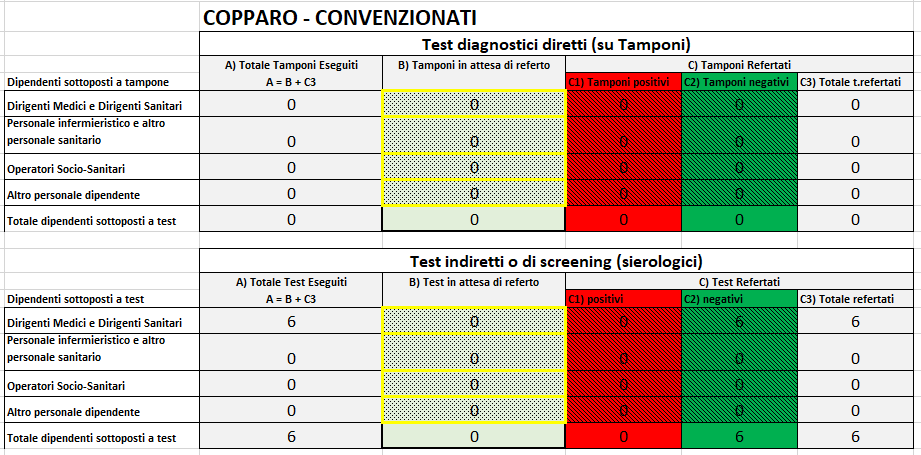 COPPARO - CONVENZIONATI
Test diagnostici diretti (su Tamponi)
A) Totale Tamponi Eseguiti B) Tamponi in attesa di referto C) Tamponi Refertati
Dipendenti sottoposti a tampone A = B + C3 C1) Tamponi positivi C2) Tamponi negativi C3) Totale t.refertati
Dirigenti Medici e Dirigenti Sanitari 0 0 0 0 0
Personale infermieristico e altro
personale sanitario 0 0 0 0 0
Operatori Socio-Sanitari 0 0 0 0 0
Altro personale dipendente 0 0 0 0 0
Totale dipendenti sottoposti a test 0 0 0 0 0
Test indiretti o di screening (sierologici)
A) Totale Test Eseguiti B) Test in attesa di referto C) Test Refertati
Dipendenti sottoposti a test A = B + C3 C1) positivi C2) negativi C3) Totale refertati
Dirigenti Medici e Dirigenti Sanitari 6 0 0 6 6
Personale infermieristico e altro
personale sanitario 0 0 0 0 0
Operatori Socio-Sanitari 0 0 0 0 0
Altro personale dipendente 0 0 0 0 0
Totale dipendenti sottoposti a test 6 0 0 6 6